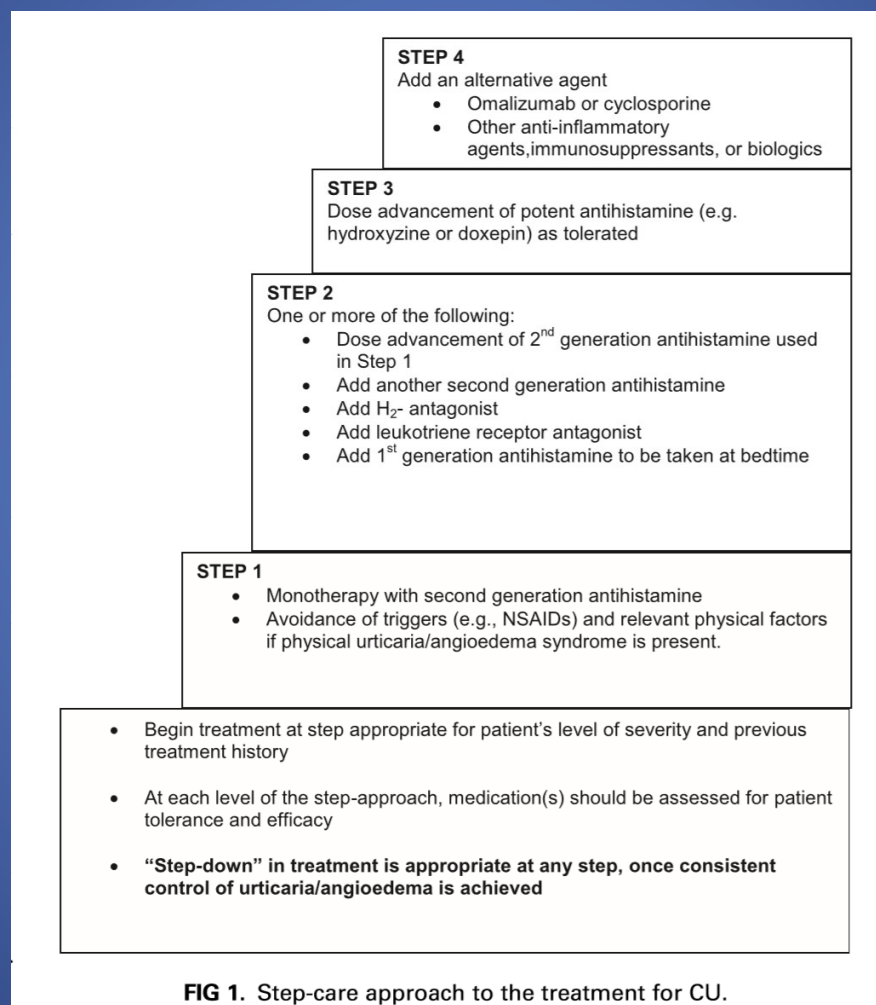 STEP 4
Add an alternative agent
• Omalizumab or cyclosporine
• Other anti-inflammatory
agents,immunosuppressants, or biologics
STEP 3
Dose advancement of potent antihistamine (e.g.
hydroxyzine or doxepin) as tolerated
STEP 2
One or more of the following:
• Dose advancement of 2nd generation antihistamine used
in Step 1
• Add another second generation antihistamine
• Add H2- antagonist
• Add leukotriene receptor antagonist
• Add 1st generation antihistamine to be taken at bedtime
STEP 1
• Monotherapy with second generation antihistamine
• Avoidance of triggers (e.g., NSAIDs) and relevant physical factors
if physical urticaria/angioedema syndrome is present.
• Begin treatment at step appropriate for patient’s level of severity and previous
treatment history
• At each level of the step-approach, medication(s) should be assessed for patient
tolerance and efficacy
• “Step-down” in treatment is appropriate at any step, once consistent
control of urticaria/angioedema is achieved
FIG 1. Step-care approach to the treatment for CU.